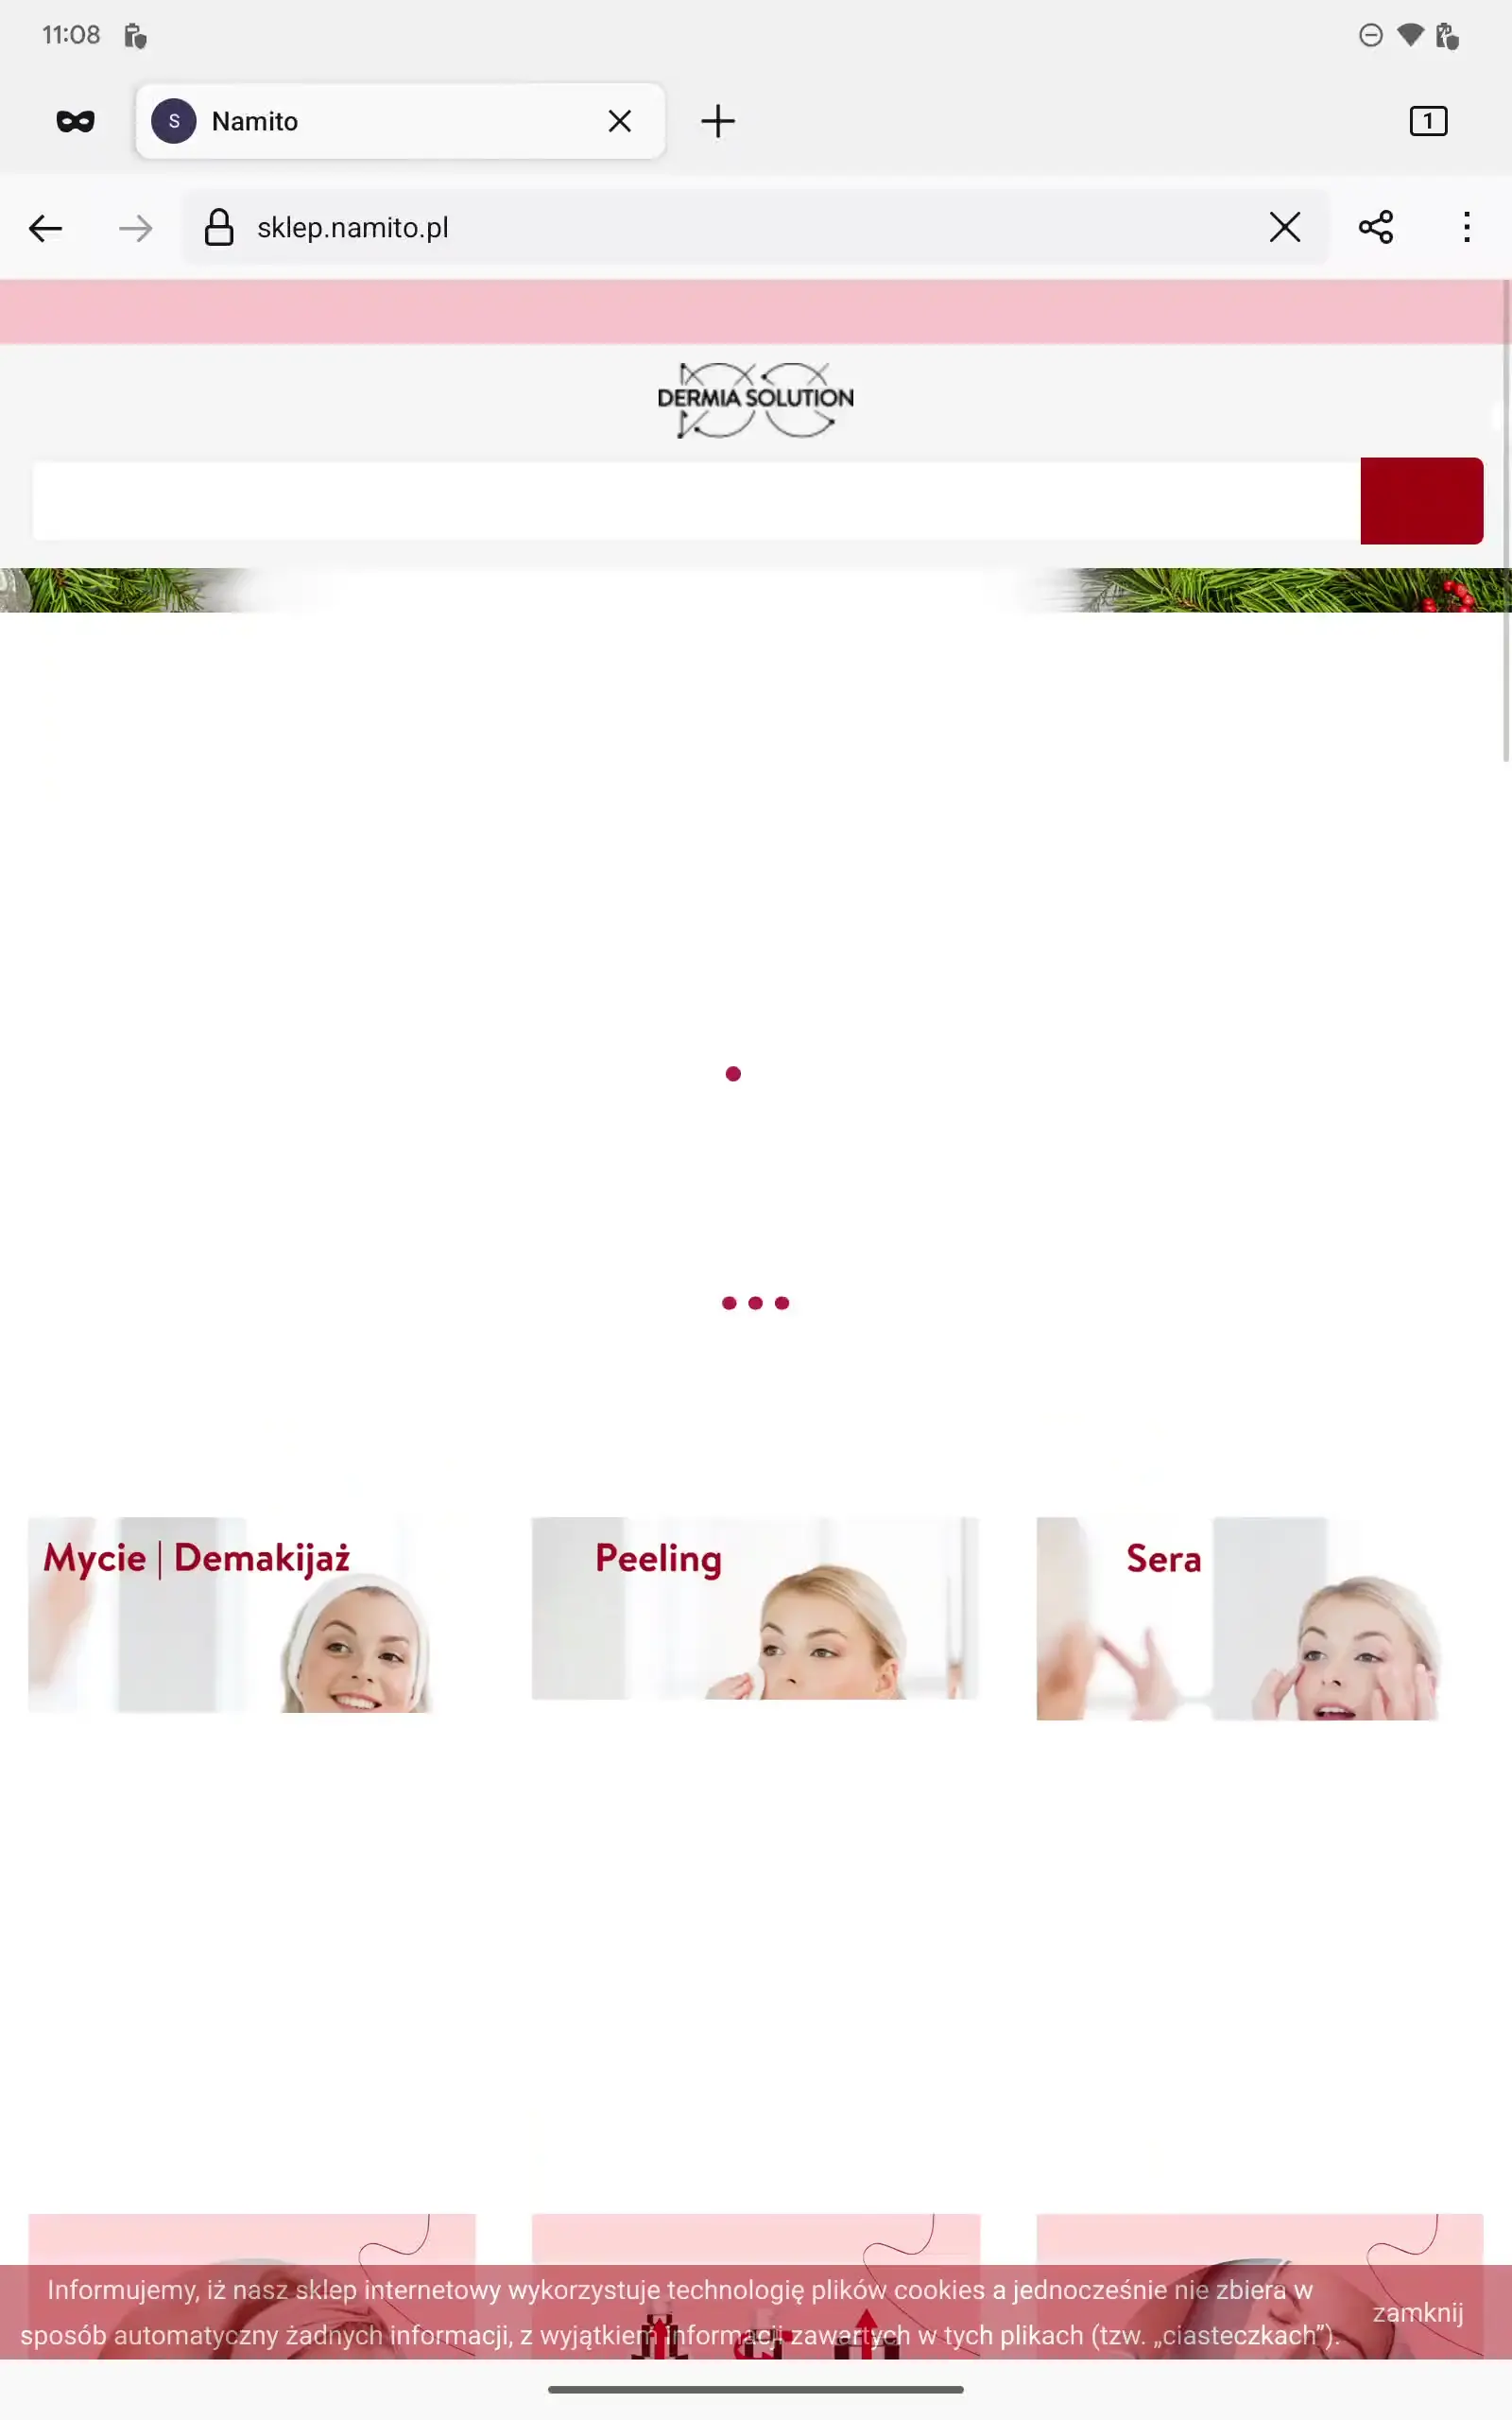 11:08
S Namito 1
sklep.namito.pl
DERMIA SOLUTION
Mycie | Demakijaż Peeling Sera
Informujemy, iż nasz sklep internetowy wykorzystuje technologię plików cookies a jednocześnie nie zbiera w
sposób automatyczny żadnych informacji, z wyjątkiem informacji zawartych w tych plikach (tzw. „ciasteczkach”).
zamknij